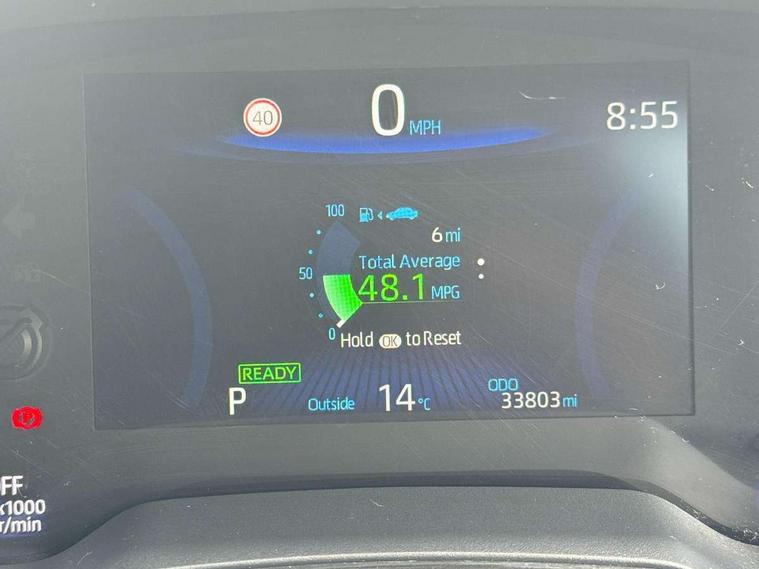 40
0 MPH
8:55
100
6 mi
Total Average
50
48.1 MPG
0
Hold OK to Reset
READY
P
Outside 14°C
ODO
33803 mi
FF
x1000
r/min